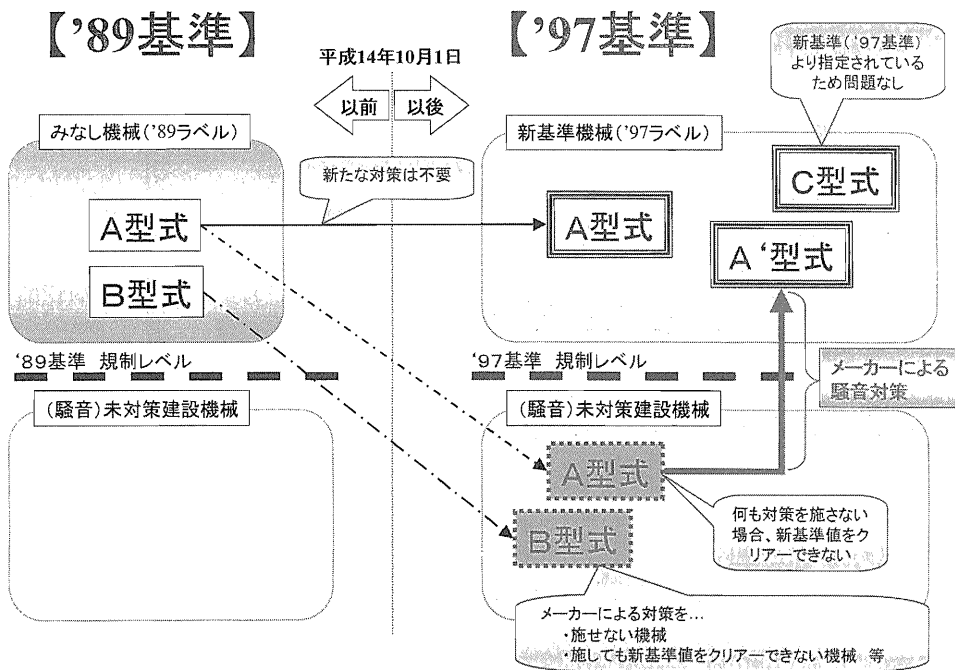 【’89基準】
【’97基準】
平成14年10月1日
以前
以後
新基準(‘97基準)
より指定されている
ため問題なし
みなし機械(‘89ラベル)
新基準機械(‘97ラベル)
新たな対策は不要
A型式
B型式
A型式
C型式
A‘型式
‘89基準 規制レベル
‘97基準 規制レベル
メーカーによる
騒音対策
(騒音)未対策建設機械
(騒音)未対策建設機械
A型式
B型式
何も対策を施さない
場合、新基準値をク
リアーできない
メーカーによる対策を…
・施せない機械
・施しても新基準値をクリアーできない機械 等